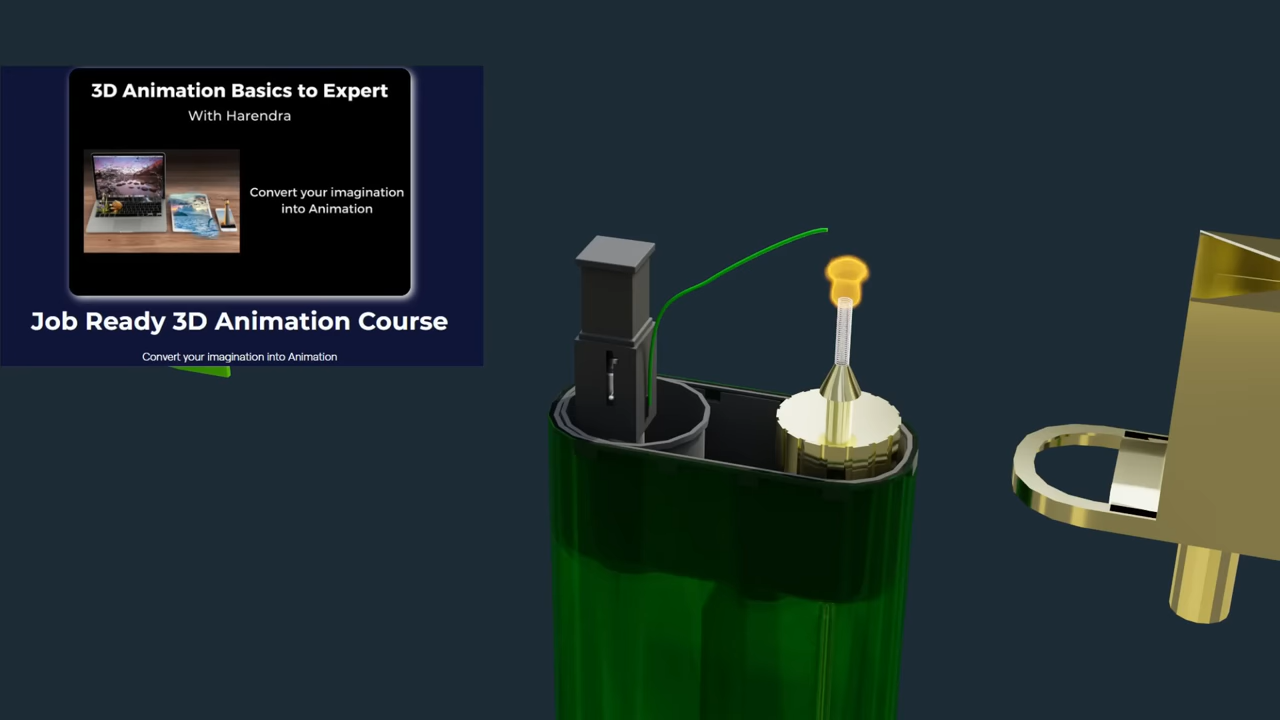 3D Animation Basics to Expert
With Harendra
Convert your imagination
into Animation
Job Ready 3D Animation Course
Convert your imagination into Animation